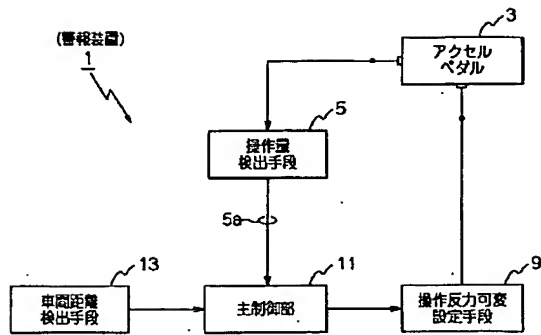 (警報装置)
1
3
アクセル
ペダル
5
操作量
検出手段
5a
13
車間距離
検出手段
11
主制御部
9
操作反力可変
設定手段